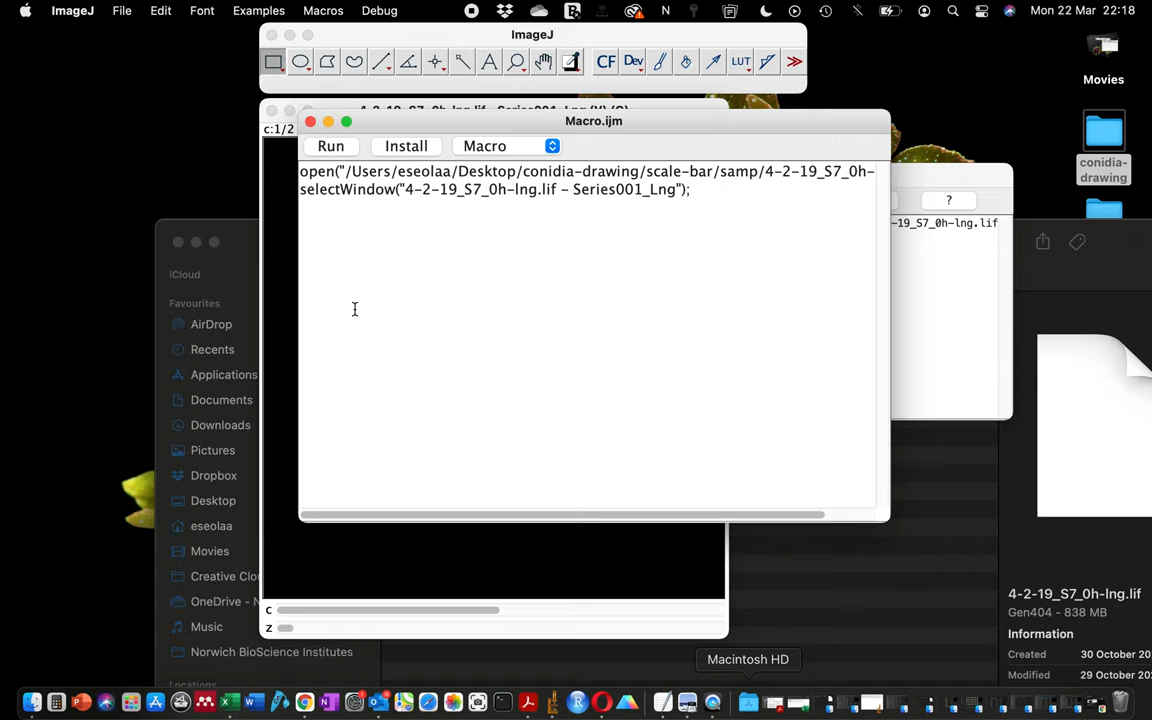 ImageJ File Edit Font Examples Macros Debug Mon 22 Mar 22:18
ImageJ
CF Dev LUT
Movies
c:1/2
Macro.ijm
Run Install Macro
conidia-drawing
open("/Users/eseolaa/Desktop/conidia-drawing/scale-bar/samp/4-2-19_S7_0h-
selectWindow("4-2-19_S7_0h-lng.lif - Series001_Lng");
?
-19_S7_0h-lng.lif
iCloud
Favourites
AirDrop
Recents
Applications
Documents
Downloads
Pictures
Dropbox
Desktop
eseolaa
Movies
Creative Clo
OneDrive - N
Music
Norwich BioScience Institutes
Locations
c
z
4-2-19_S7_0h-lng.lif
Gen404 - 838 MB
Information
Created 30 October 20
Modified 29 October 20
Macintosh HD